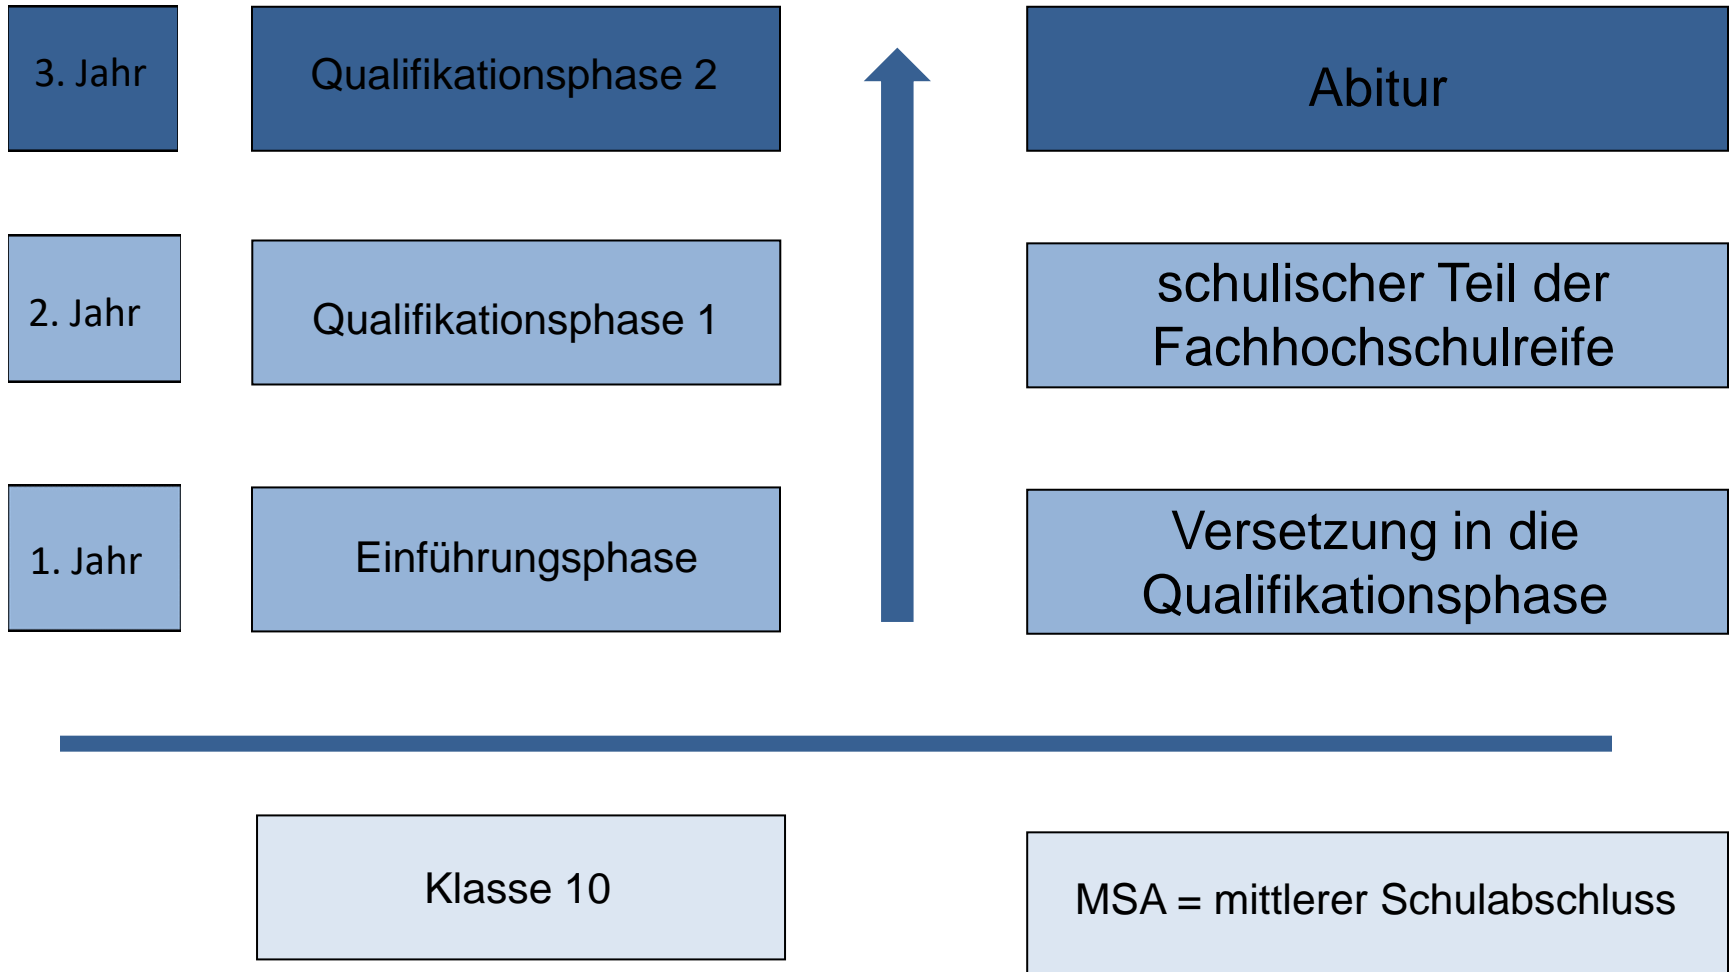 3. Jahr
Qualifikationsphase 2
Abitur
2. Jahr
Qualifikationsphase 1
schulischer Teil der
Fachhochschulreife
1. Jahr
Einführungsphase
Versetzung in die
Qualifikationsphase
Klasse 10
MSA = mittlerer Schulabschluss